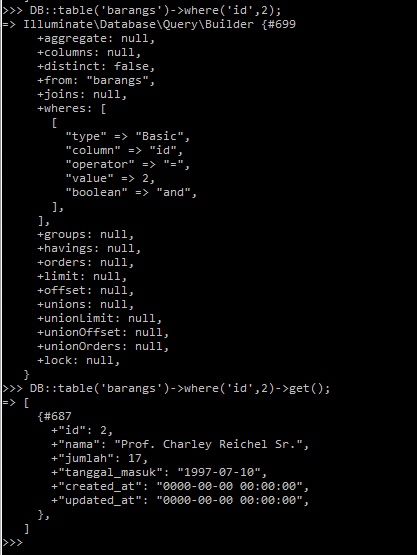 >>> DB::table('barangs')->where('id',2);
=> Illuminate\Database\Query\Builder {#699
+aggregate: null,
+columns: null,
+distinct: false,
+from: "barangs",
+joins: null,
+wheres: [
[
"type" => "Basic",
"column" => "id",
"operator" => "=",
"value" => 2,
"boolean" => "and",
],
],
+groups: null,
+havings: null,
+orders: null,
+limit: null,
+offset: null,
+unions: null,
+unionLimit: null,
+unionOffset: null,
+unionOrders: null,
+lock: null,
}
>>> DB::table('barangs')->where('id',2)->get();
=> [
{#687
+"id": 2,
+"nama": "Prof. Charley Reichel Sr.",
+"jumlah": 17,
+"tanggal_masuk": "1997-07-10",
+"created_at": "0000-00-00 00:00:00",
+"updated_at": "0000-00-00 00:00:00",
},
]
>>>